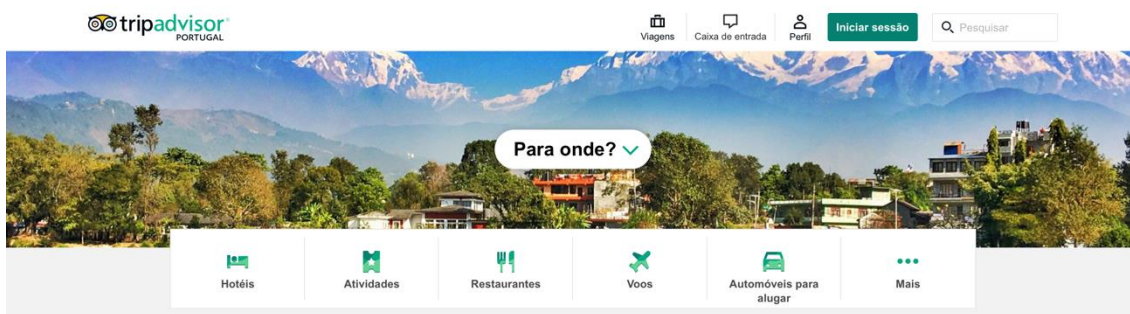 tripadvisor
PORTUGAL
Viagens
Caixa de entrada
Perfil
Iniciar sessão
Pesquisar
Para onde?
Hotéis
Atividades
Restaurantes
Voos
Automóveis para
alugar
Mais